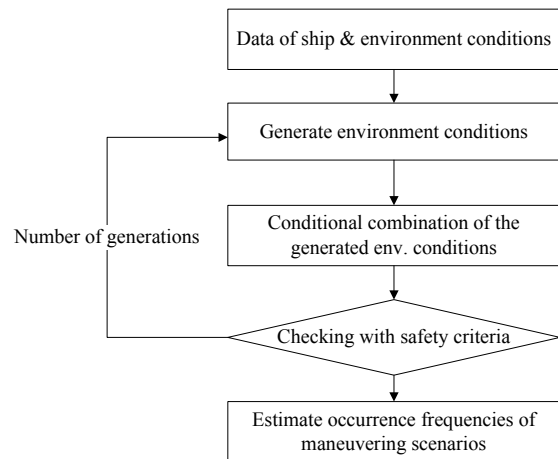 Data of ship & environment conditions
Generate environment conditions
Number of generations
Conditional combination of the
generated env. conditions
Checking with safety criteria
Estimate occurrence frequencies of
maneuvering scenarios